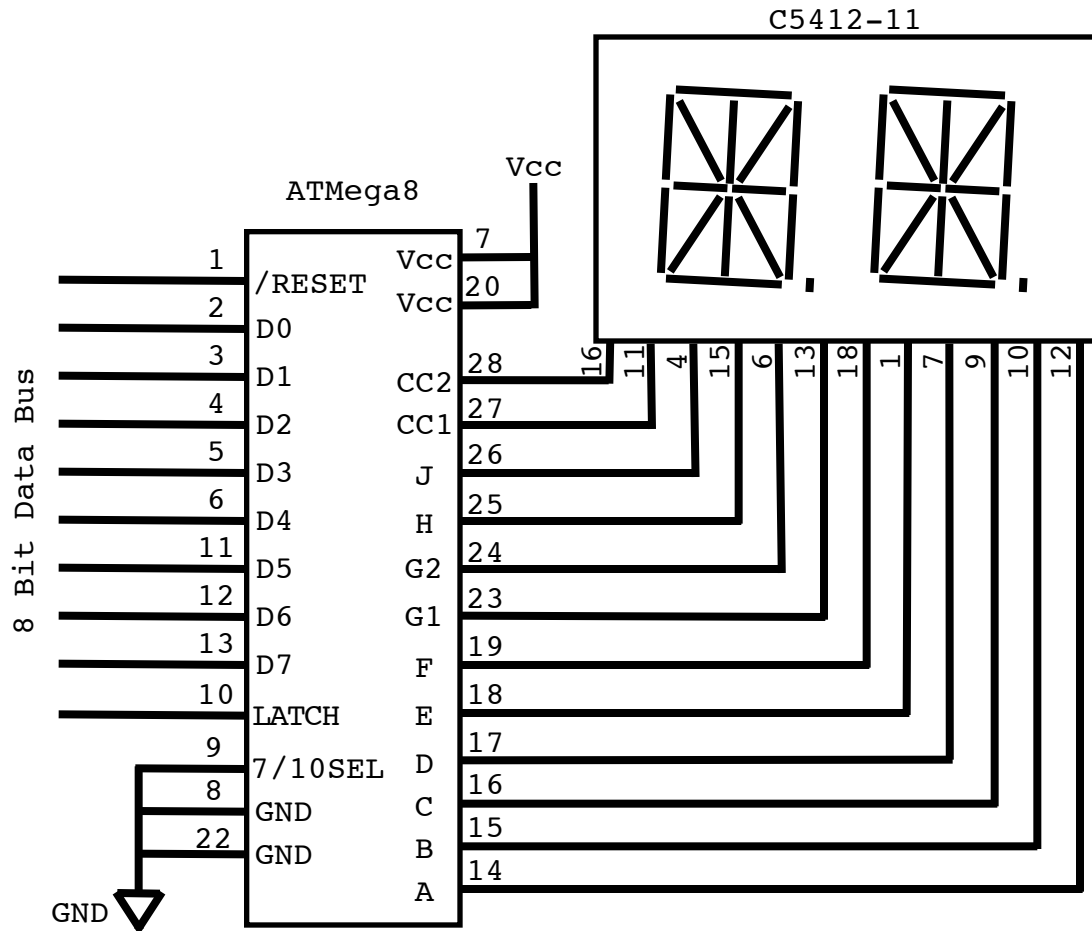 C5412-11
Vcc
ATMega8
7
Vcc
1
/RESET
20
Vcc
2
D0
16
11
4
15
6
13
18
1
7
9
10
12
3
D1
28
CC2
4
D2
27
CC1
5
D3
26
J
6
D4
25
H
11
D5
24
G2
12
D6
23
G1
13
D7
19
F
10
LATCH
18
E
9
7/10SEL
17
D
8
GND
16
C
22
GND
15
B
14
A
GND
8 Bit Data Bus